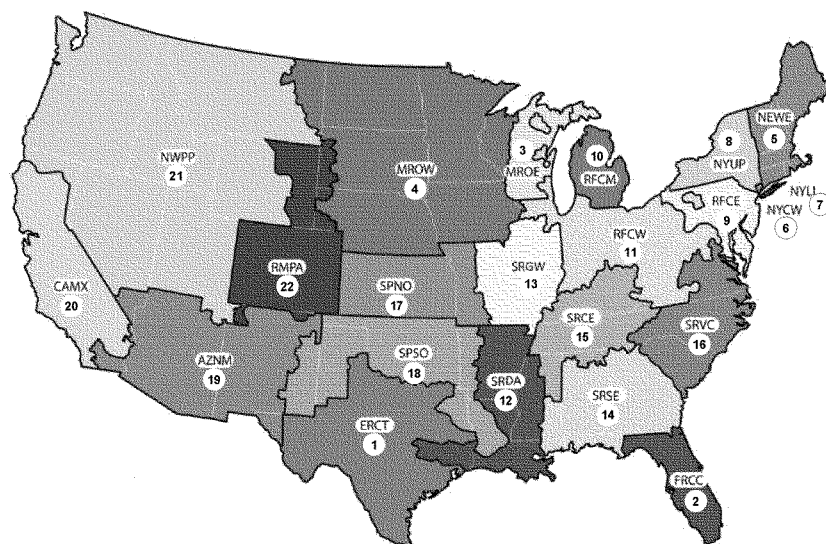 NWPP
21
MROW
4
3
MROE
10
RFCM
8
NYUP
NEWE
5
NYLI
7
NYCW
6
RFCE
9
RFCW
11
SRGW
13
RMPA
22
SPNO
17
CAMX
20
AZNM
19
SPSO
18
SRCE
15
SRVC
16
SRDA
12
SRSE
14
ERCT
1
FRCC
2